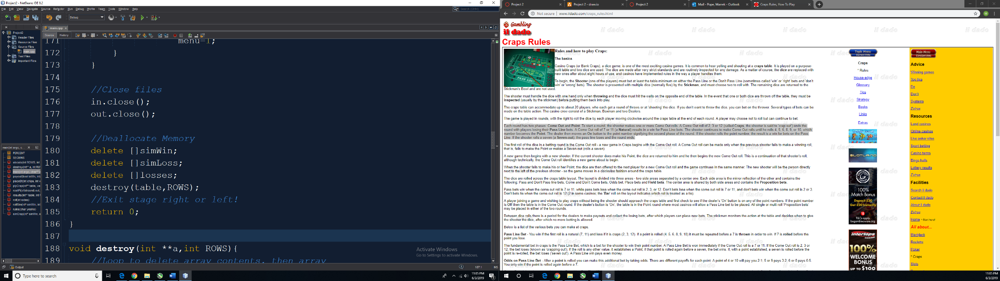 Project2 - NetBeans IDE 8.2
File Edit View Navigate Source Refactor Run Debug Profile Team Tools Window Help
Search (Ctrl+I)
Debug
Project2
Header Files
Resource Files
Source Files
main.cpp
Test Files
Important Files
main.cpp
Source History
171 menu=1;
172 }
173 }
174
175 //Close files
176 in.close();
177 out.close();
178
179 //Deallocate Memory
180 delete []simWin;
181 delete []simLoss;
182 delete []losses;
183 destroy(table,ROWS);
184 //Exit stage right or left!
185 return 0;
186 }
187
188 void destroy(int **a,int ROWS){
189 //Loop to delete array contents, then array
main(int argc, c...
PERCENT
SECMINS
alocate(int ROWS, int
destroy(int** a, int RO
main(int argc, char** a
payout(bool isWin, int
placeBt(int chips, int v
plyCrap(int** table, ve
restlFi(ofstream& out,
results(int** table, int R
roll(int sides)
rsltSim(int* simWin, in
rules(char yesNo)
simCrap(int* simWin, i
Activate Windows
Go to Settings to activate Windows.
Output
187:1 INS
Type here to search
11:05 PM
6/3/2019
Project 2
Project 2 - draw.io
Project 2
Mail - Pope, Marrek - Outlook
Craps Rules, How To Play
Not secure | www.ildado.com/craps_rules.html
M
Gambling
il dado
Craps Rules
Rules and how to play Craps:
The basics
Casino Craps (or Bank Craps), a dice game, is one of the most exciting casino games. It is common to hear yelling and shouting at a craps table. It is played on a purpose-
built table and two dice are used. The dice are made after very strict standards and are routinely inspected for any damage. As a matter of course, the dice are replaced with
new ones after about eight hours of use, and casinos have implemented rules in the way a player handles them.
To begin, the Shooter (one of the players) must bet at least the table minimum on either the Pass Line or the Don't Pass Line (sometimes called 'win' or 'right' bets and 'don't
win' or 'wrong' bets). The shooter is presented with multiple dice (normally five) by the Stickman, and must choose two to roll with. The remaining dice are returned to the
Stickman's Bowl and are not used.
The shooter must handle the dice with one hand only when throwing and the dice must hit the walls on the opposite end of the table. In the event that one or both dice are thrown off the table, they must be
inspected (usually by the stickman) before putting them back into play.
The craps table can accommodate up to about 20 players, who each get a round of throws or at 'shooting' the dice. If you don't want to throw the dice, you can bet on the thrower. Several types of bets can be
made on the table action. The casino crew consist of a Stickman, Boxman and two Dealers.
The game is played in rounds, with the right to roll the dice by each player moving clockwise around the craps table at the end of each round. A player may choose not to roll but can continue to bet.
Each round has two phases: Come Out and Point. To start a round, the shooter makes one or more Come Out rolls. A Come Out roll of 2, 3 or 12 (called Craps, the shooter is said to 'crap out') ends the
round with players losing their Pass Line bets. A Come Out roll of 7 or 11 (a Natural) results in a win for Pass Line bets. The shooter continues to make Come Out rolls until he rolls 4, 5, 6, 8, 9, or 10, which
number becomes the Point. The dealer then moves an On button to the point number signifying the second phase of the round. If the shooter rolls the point number, the result is a win for bets on the Pass
Line. If the shooter rolls a seven (a Seven-out), the pass line loses and the round ends.
The first roll of the dice in a betting round is the Come Out roll - a new game in Craps begins with the Come Out roll. A Come Out roll can be made only when the previous shooter fails to make a winning roll,
that is, fails to make the Point or makes a Seven-out (rolls a seven).
A new game then begins with a new shooter. If the current shooter does make his Point, the dice are returned to him and he then begins the new Come Out roll. This is a continuation of that shooter's roll,
although technically, the Come Out roll identifies a new game about to begin.
When the shooter fails to make his or her Point, the dice are then offered to the next player for a new Come Out roll and the game continues in the same manner. The new shooter will be the person directly
next to the left of the previous shooter - so the game moves in a clockwise fashion around the craps table.
The dice are rolled across the craps table layout. The layout is divided into three areas - two side areas separated by a center one. Each side area is the mirror reflection of the other and contains the
following: Pass and Don't Pass line bets, Come and Don't Come bets, Odds bet, Place bets and Field bets. The center area is shared by both side areas and contains the Proposition bets.
Pass bets win when the come out roll is 7 or 11, while pass bets lose when the come out roll is 2, 3, or 12. Don't bets lose when the come out roll is 7 or 11, and don't bets win when the come out roll is 2 or 3.
Don't bets tie when the come out roll is 12 (2 in some casinos; the 'Bar' roll on the layout indicates which roll is treated as a tie).
A player joining a game and wishing to play craps without being the shooter should approach the craps table and first check to see if the dealer's 'On' button is on any of the point numbers. If the point number
is Off then the table is in the Come Out round. If the dealer's button is 'On', the table is in the Point round where most casinos will allow a Pass Line bet to be placed. All single or multi roll 'Proposition bets'
may be placed in either of the two rounds.
Between dice rolls there is a period for the dealers to make payouts and collect the losing bets, after which players can place new bets. The stickman monitors the action at the table and decides when to give
the shooter the dice, after which no more betting is allowed.
Below is a list of the various bets you can make at craps.
Pass Line Bet - You win if the first roll is a natural (7, 11) and lose if it is craps (2, 3, 12). If a point is rolled (4, 5, 6, 8, 9, 10) it must be repeated before a 7 is thrown in order to win. If 7 is rolled before the
point you lose.
The fundamental bet in craps is the Pass Line Bet, which is a bet for the shooter to win their point number. A Pass Line Bet is won immediately if the Come Out roll is a 7 or 11. If the Come Out roll is 2, 3 or
12, the bet loses (known as 'crapping out'). If the roll is any other value, it establishes a Point; if that point is rolled again before a seven, the bet wins. If, with a point established, a seven is rolled before the
point is re-rolled, the bet loses ('seven out'). A Pass Line win pays even money.
Odds on Pass Line Bet - After a point is rolled you can make this additional bet by taking odds. There are different payoffs for each point. A point of 4 or 10 will pay you 2:1; 5 or 9 pays 3:2; 6 or 8 pays 6:5.
You only win if the point is rolled again before a 7.
Topic Menu
Current links
Craps
* Rules
House edge
Glossary
Tips
Strategy
Books
Links
Extras
SLOTLAND
GROSVENOR
CASINOS
100%
Match Bonus
Deposit £20
Get £20 Instantly
18
T&Cs apply.
begambleaware.org
intertops
CASINO
100%
WELCOME
BONUS
UP TO $100
Main Menu
Constant links
Advice
Winning games
Top tips
Do
Don't
Systems
Extras
Resources
Land casinos
Online casinos
Live poker sites
Sport betting
Casino terms
Bingo halls
Lottery results
Extras
Facilities
Search il dado
Contact il dado
About il dado
Extras
Home ~ Start here!
All about...
Blackjack
Roulette
Poker
* Craps
Slots
11:05 PM
6/3/2019